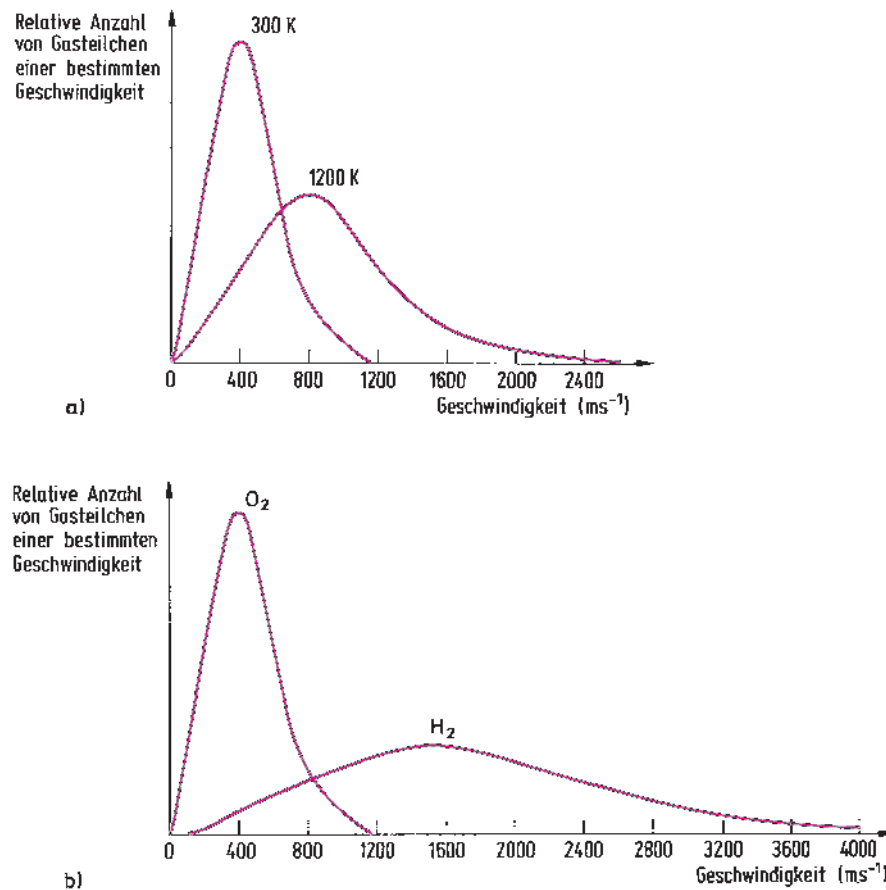 Relative Anzahl
von Gasteilchen
einer bestimmten
Geschwindigkeit
300 K
1200 K
0 400 800 1200 1600 2000 2400
Geschwindigkeit (ms⁻¹)
a)
Relative Anzahl
von Gasteilchen
einer bestimmten
Geschwindigkeit
O₂
H₂
0 400 800 1200 1600 2000 2400 2800 3200 3600 4000
Geschwindigkeit (ms⁻¹)
b)